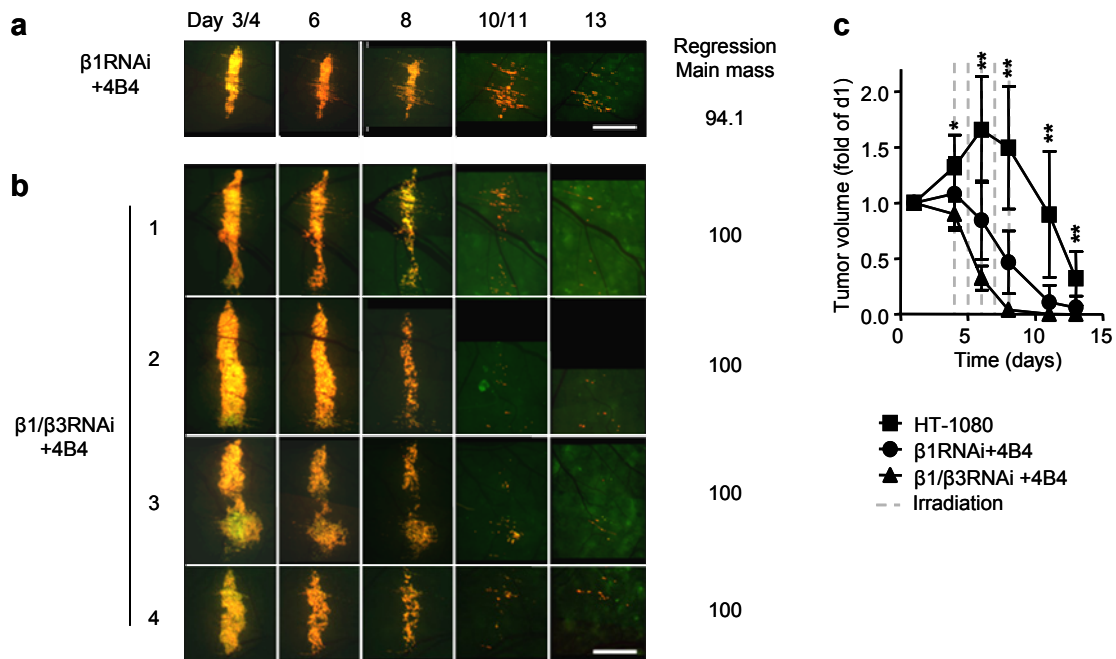 a
Day 3/4 6 8 10/11 13
Regression
Main mass
β1RNAi
+4B4
94.1
b
1
100
2
100
β1/β3RNAi
+4B4
3
100
4
100
c
Tumor volume (fold of d1)
2.0
1.5
1.0
0.5
0.0
*
**
**
**
**
0 5 10 15
Time (days)
HT-1080
β1RNAi+4B4
β1/β3RNAi +4B4
Irradiation